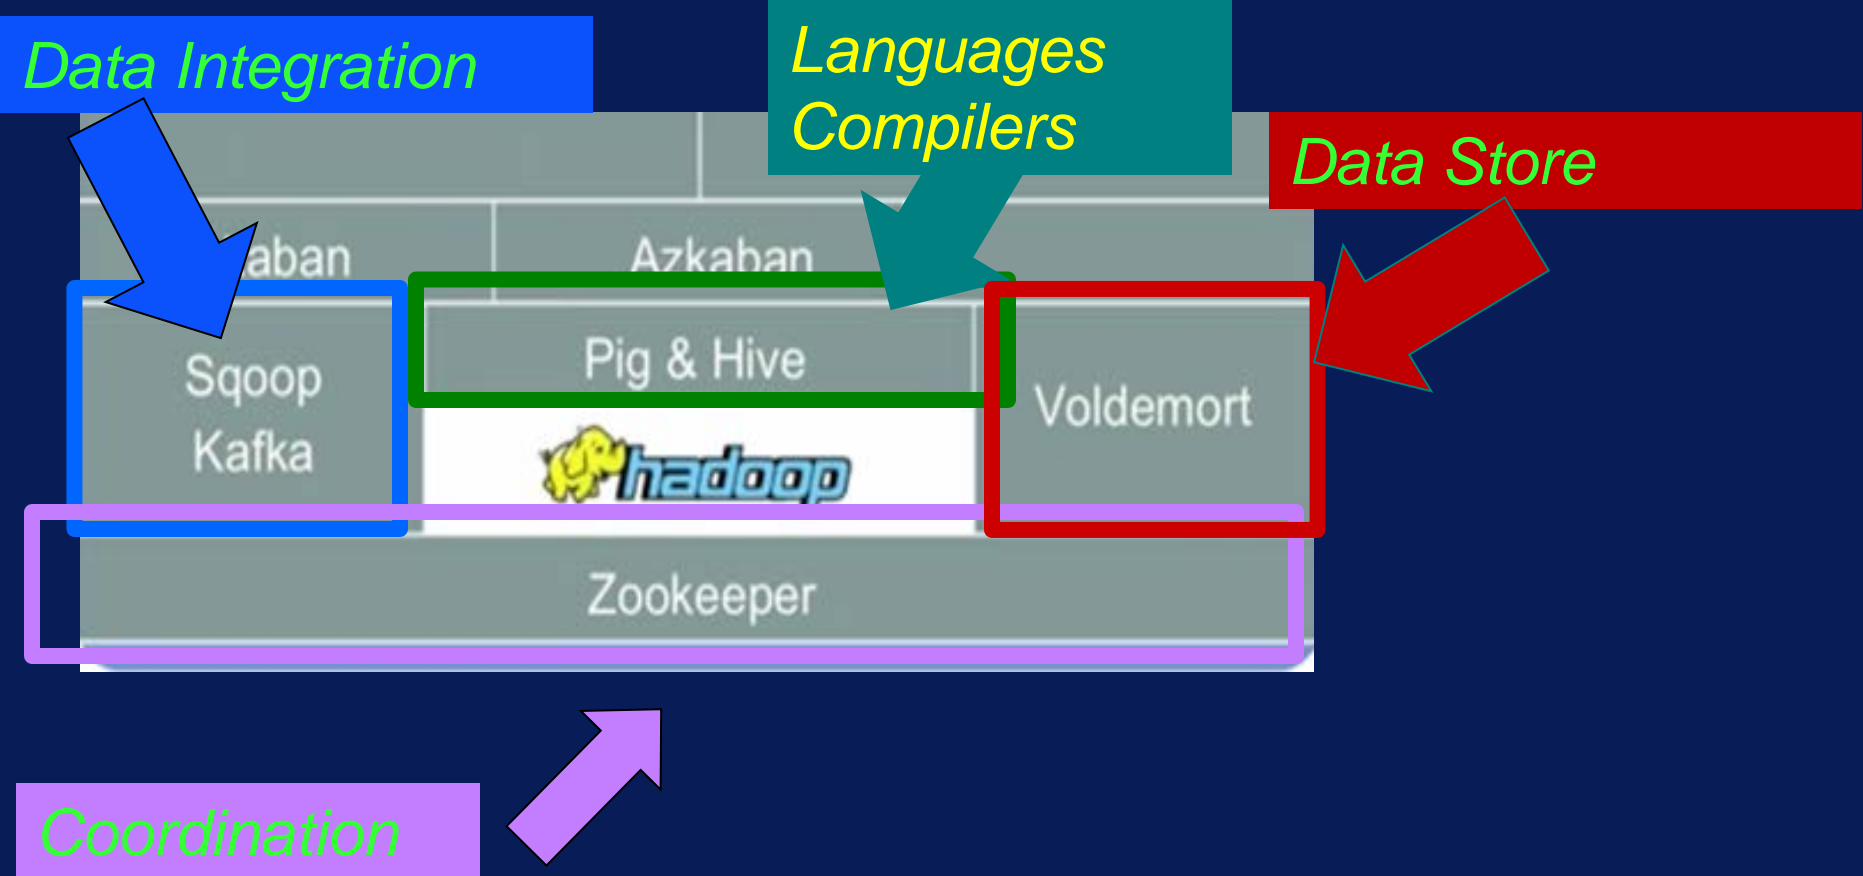 Data Integration
Languages
Compilers
Data Store
aban
Azkaban
Pig & Hive
Sqoop
Kafka
Voldemort
hadoop
Zookeeper
Coordination